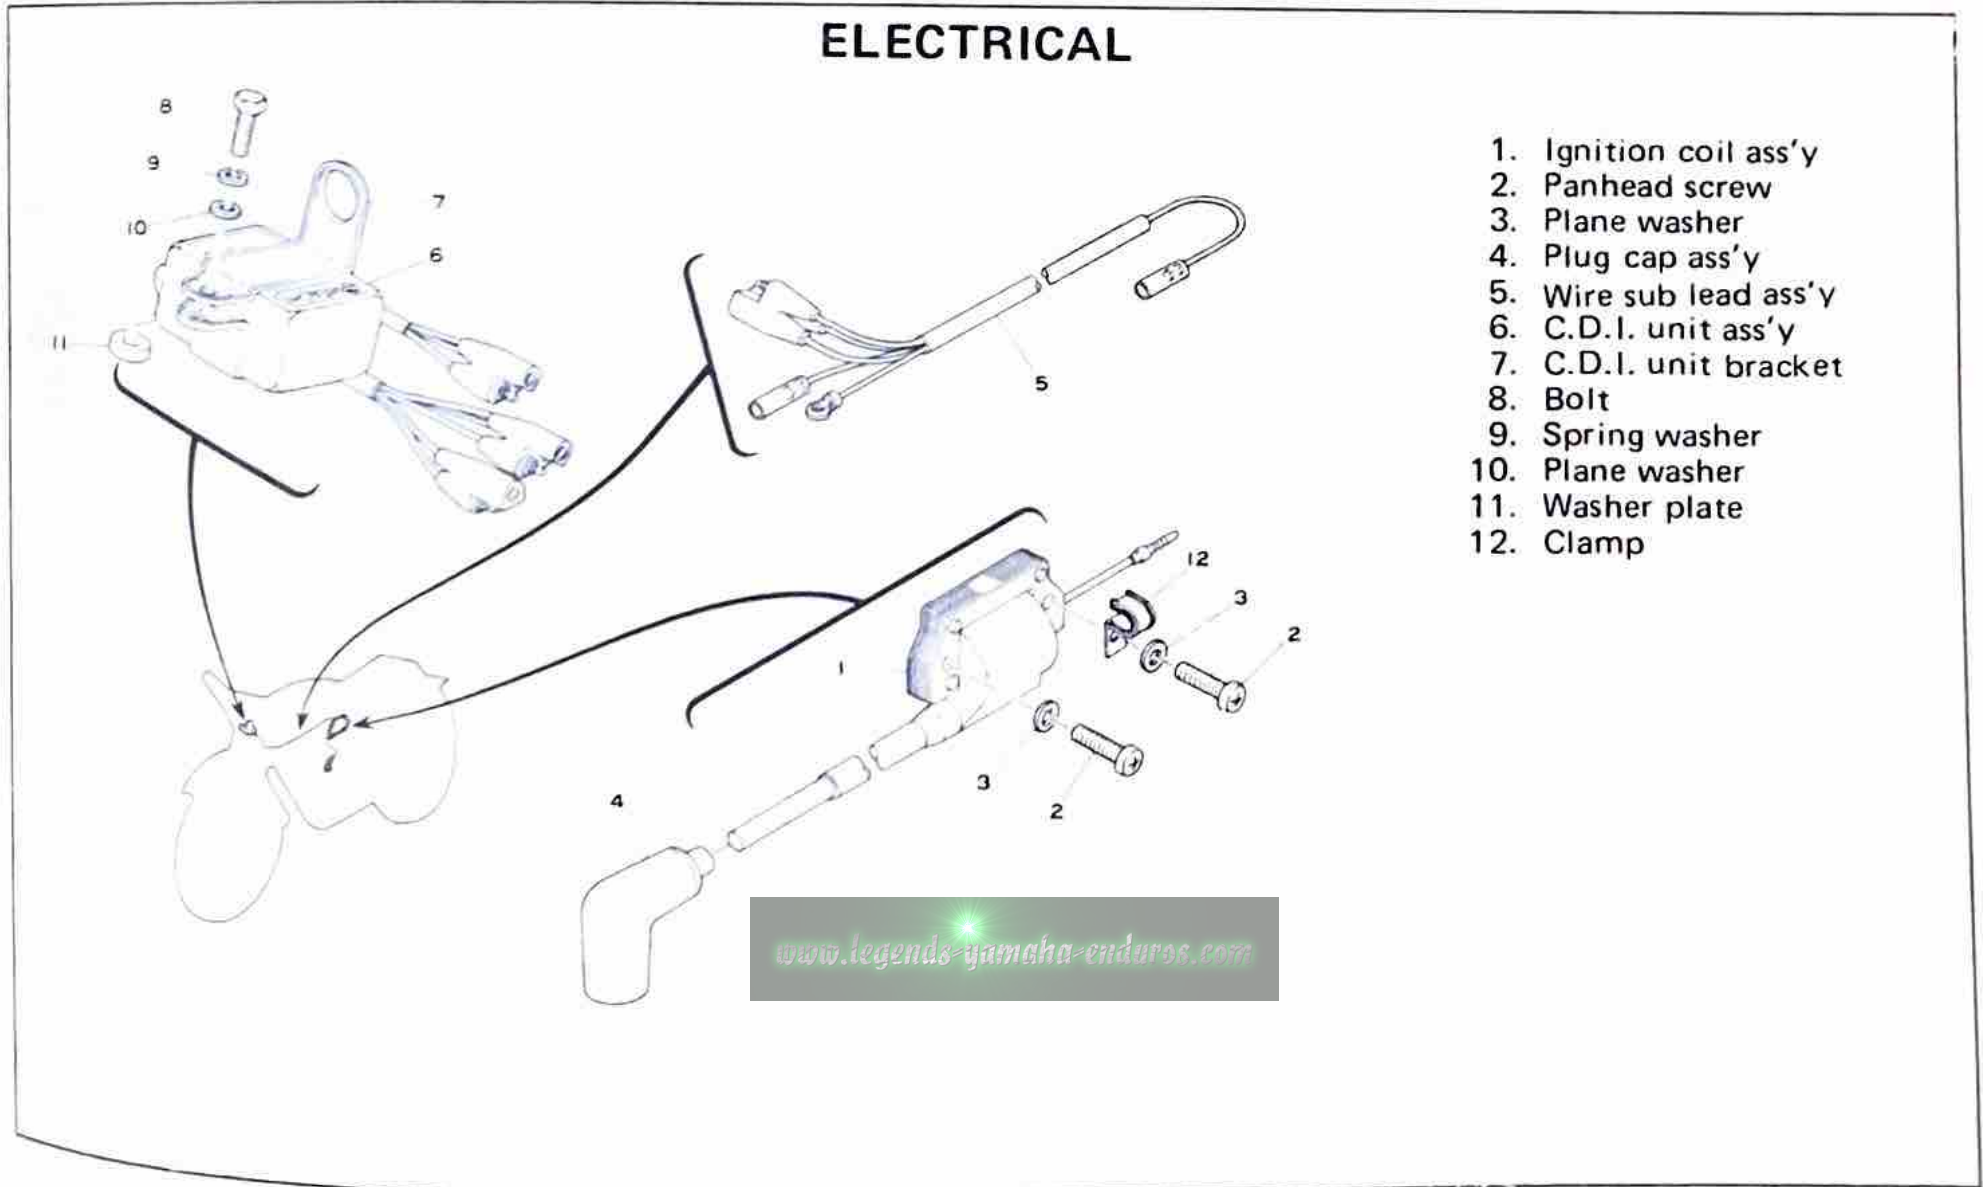 ELECTRICAL
8
9
10
7
6
11
5
12
3
2
1
3
2
4
1. Ignition coil ass'y
2. Panhead screw
3. Plane washer
4. Plug cap ass'y
5. Wire sub lead ass'y
6. C.D.I. unit ass'y
7. C.D.I. unit bracket
8. Bolt
9. Spring washer
10. Plane washer
11. Washer plate
12. Clamp
www.legends-yamaha-enduros.com